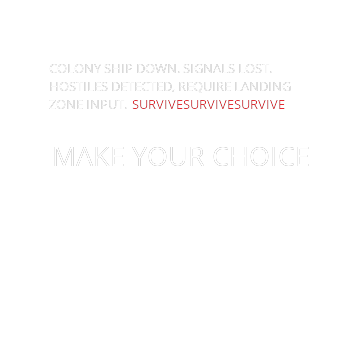 COLONY SHIP DOWN. SIGNALS LOST.
HOSTILES DETECTED, REQUIRE LANDING
ZONE INPUT. SURVIVESURVIVESURVIVE
MAKE YOUR CHOICE